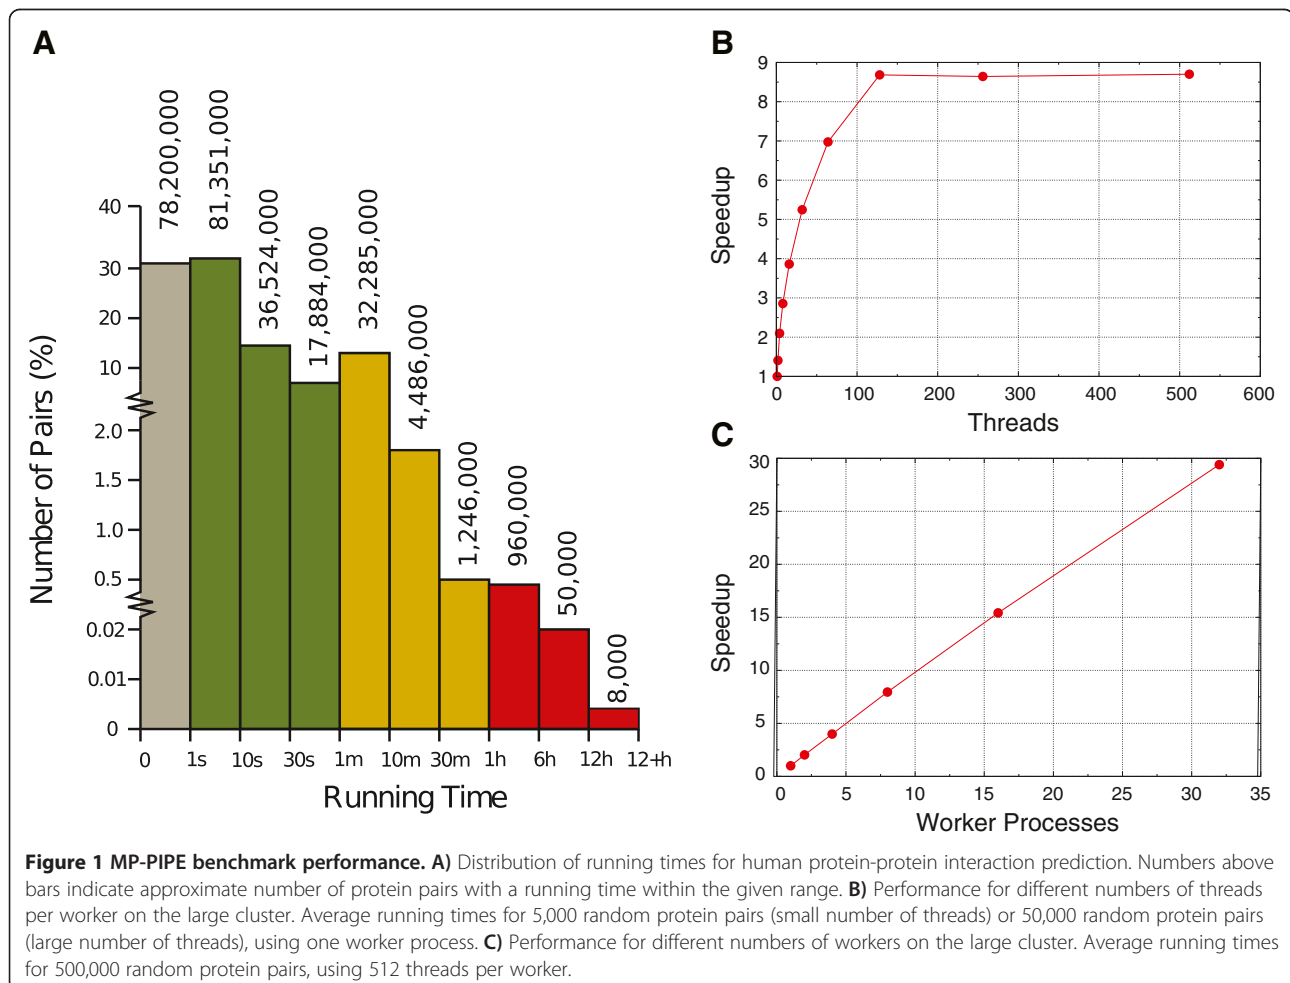 A
78,200,000
81,351,000
36,524,000
17,884,000
32,285,000
4,486,000
1,246,000
960,000
50,000
8,000
Number of Pairs (%)
40
30
20
10
2.0
1.5
1.0
0.5
0.02
0.01
0
0 1s 10s 30s 1m 10m 30m 1h 6h 12h 12+h
Running Time
B
Speedup
9
8
7
6
5
4
3
2
1
0 100 200 300 400 500 600
Threads
C
Speedup
30
25
20
15
10
5
0
0 5 10 15 20 25 30 35
Worker Processes
Figure 1 MP-PIPE benchmark performance. A) Distribution of running times for human protein-protein interaction prediction. Numbers above
bars indicate approximate number of protein pairs with a running time within the given range. B) Performance for different numbers of threads
per worker on the large cluster. Average running times for 5,000 random protein pairs (small number of threads) or 50,000 random protein pairs
(large number of threads), using one worker process. C) Performance for different numbers of workers on the large cluster. Average running times
for 500,000 random protein pairs, using 512 threads per worker.